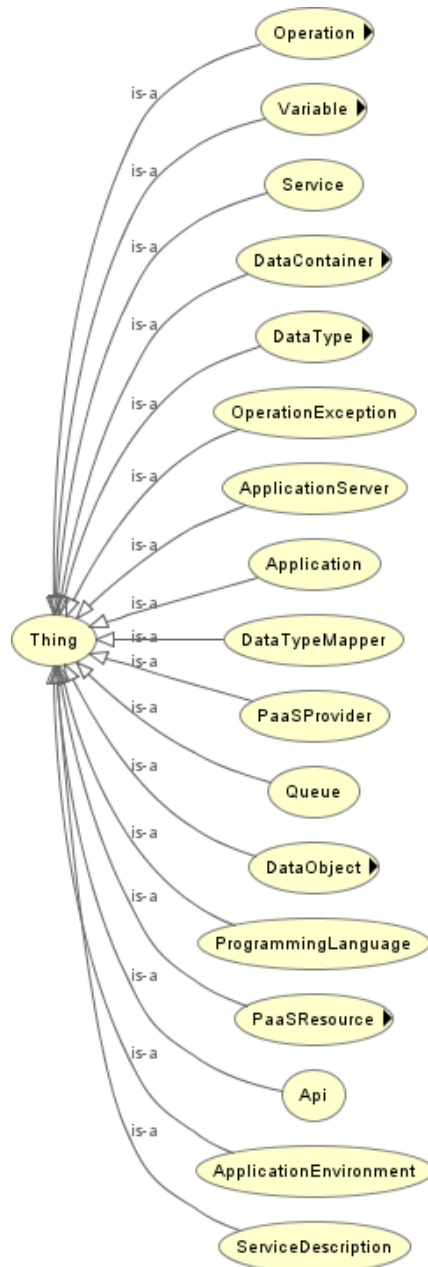 Operation
is-a
Variable
is-a
Service
is-a
DataContainer
is-a
DataType
is-a
OperationException
is-a
ApplicationServer
is-a
Application
is-a
Thing
is-a
DataTypeMapper
is-a
PaaSProvider
is-a
Queue
is-a
DataObject
is-a
ProgrammingLanguage
is-a
PaaSResource
is-a
Api
is-a
ApplicationEnvironment
is-a
ServiceDescription